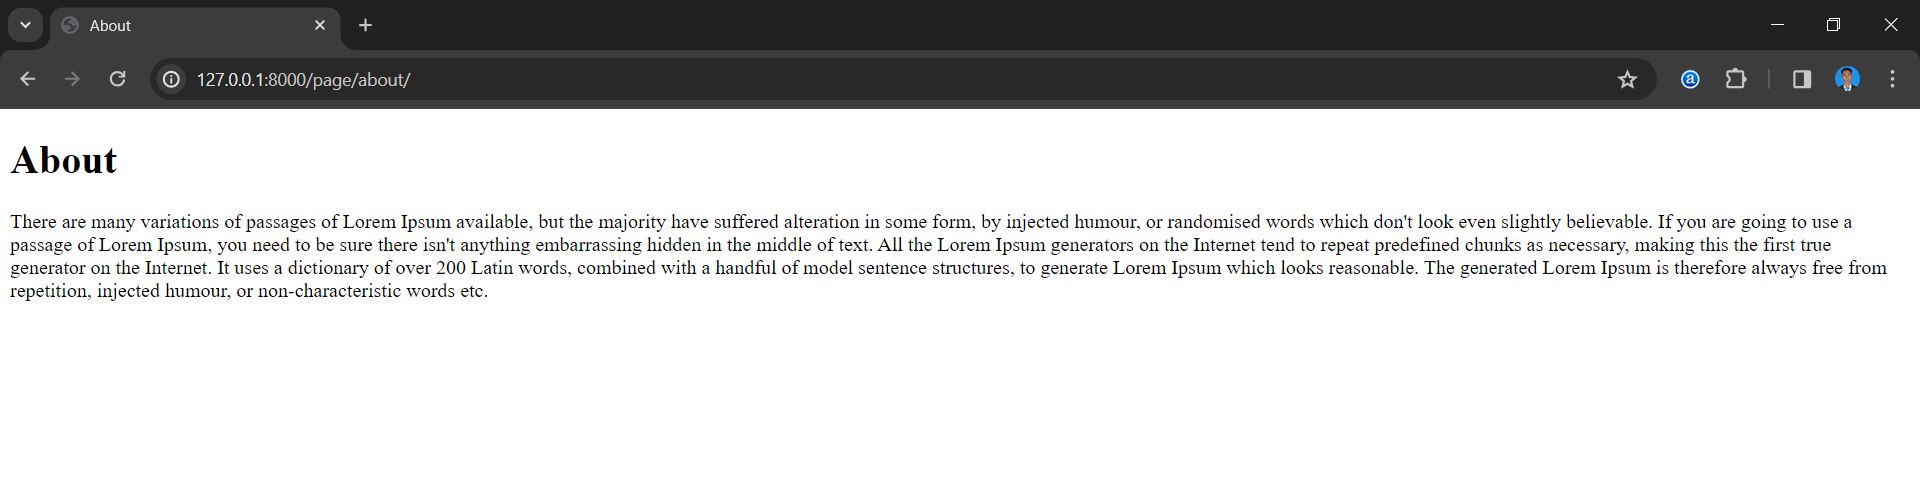 About
127.0.0.1:8000/page/about/
About
There are many variations of passages of Lorem Ipsum available, but the majority have suffered alteration in some form, by injected humour, or randomised words which don't look even slightly believable. If you are going to use a
passage of Lorem Ipsum, you need to be sure there isn't anything embarrassing hidden in the middle of text. All the Lorem Ipsum generators on the Internet tend to repeat predefined chunks as necessary, making this the first true
generator on the Internet. It uses a dictionary of over 200 Latin words, combined with a handful of model sentence structures, to generate Lorem Ipsum which looks reasonable. The generated Lorem Ipsum is therefore always free from
repetition, injected humour, or non-characteristic words etc.